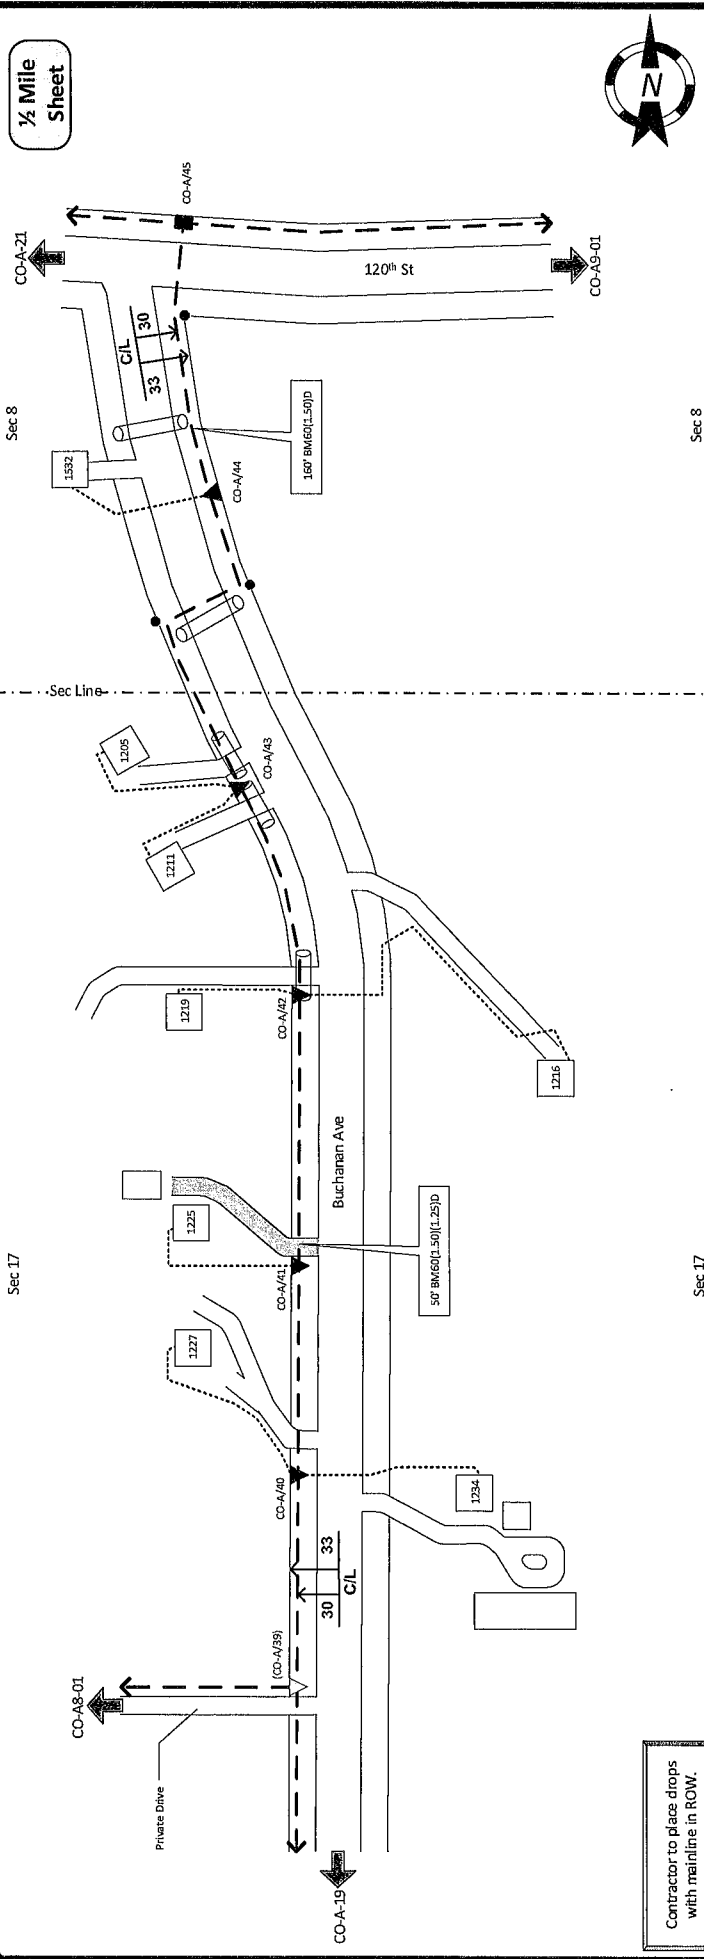 ½ Mile
Sheet
N
CO-A-21
CO-A/45
120th St
CO-A9-01
Sec 8
Sec 8
C/L
30
33
1532
160' BM60(1.50)D
CO-A/44
Sec Line
1205
CO-A/43
1211
1219
CO-A/42
1216
Buchanan Ave
Sec 17
Sec 17
1225
CO-A/41
50' BM60(1.50)(1.25)D
1227
CO-A/40
1234
33
30
C/L
(CO-A/39)
CO-A8-01
Private Drive
CO-A-19
Contractor to place drops
with mainline in ROW.